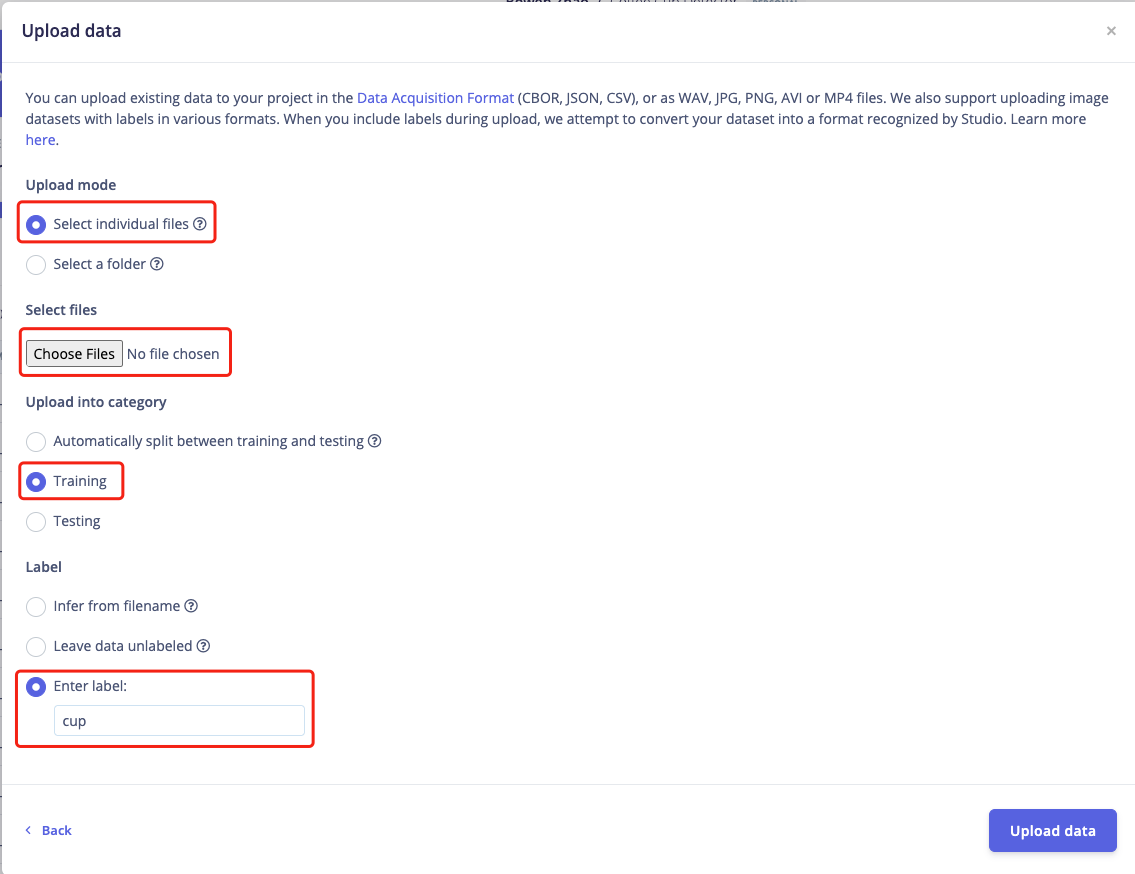 Upload data
×
You can upload existing data to your project in the Data Acquisition Format (CBOR, JSON, CSV), or as WAV, JPG, PNG, AVI or MP4 files. We also support uploading image
datasets with labels in various formats. When you include labels during upload, we attempt to convert your dataset into a format recognized by Studio. Learn more
here.
Upload mode
Select individual files ?
Select a folder ?
Select files
Choose Files No file chosen
Upload into category
Automatically split between training and testing ?
Training
Testing
Label
Infer from filename ?
Leave data unlabeled ?
Enter label:
cup
‹ Back
Upload data